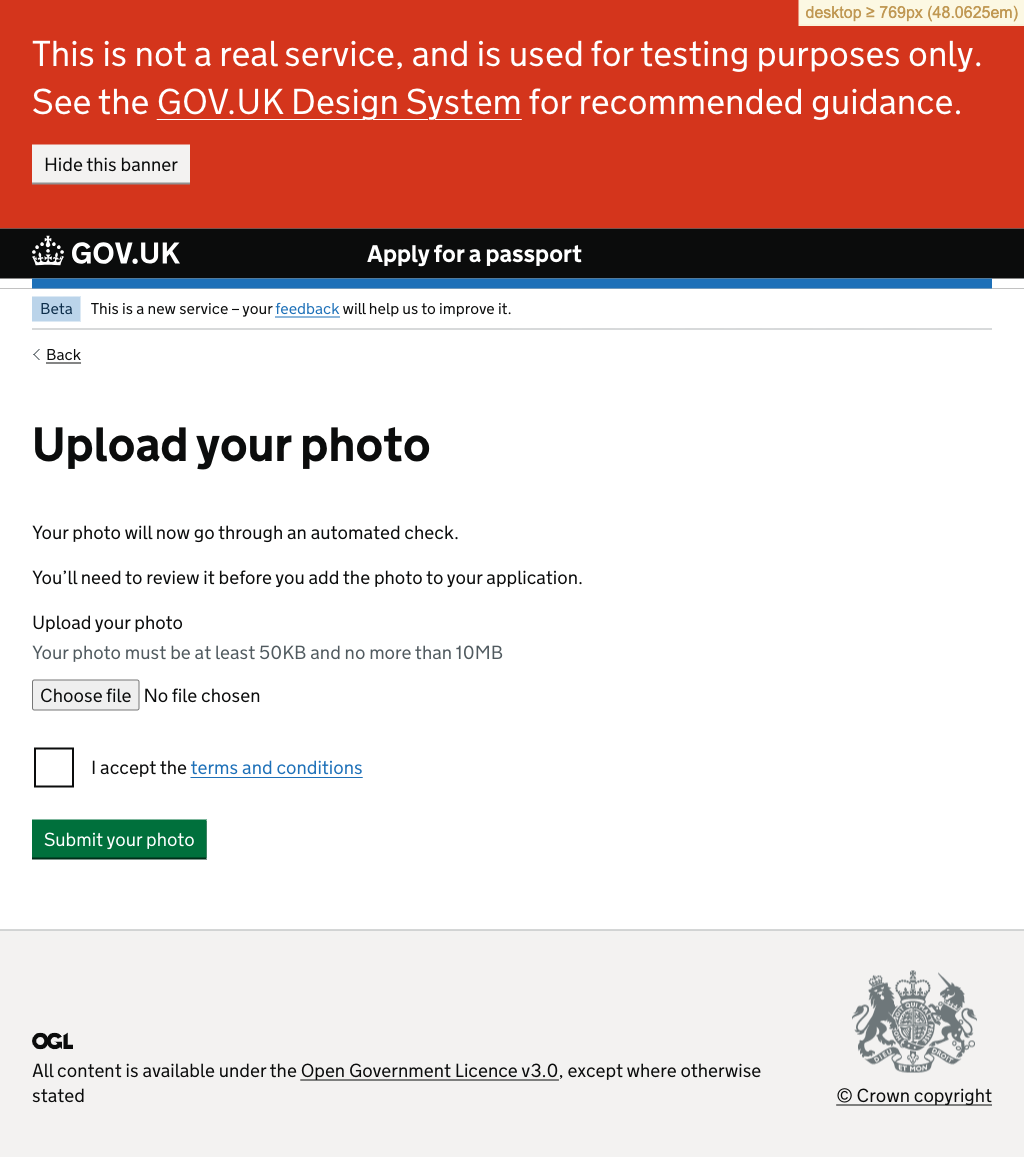 desktop ≥ 769px (48.0625em)
This is not a real service, and is used for testing purposes only.
See the GOV.UK Design System for recommended guidance.
Hide this banner
GOV.UK Apply for a passport
Beta This is a new service – your feedback will help us to improve it.
Back
Upload your photo
Your photo will now go through an automated check.
You’ll need to review it before you add the photo to your application.
Upload your photo
Your photo must be at least 50KB and no more than 10MB
Choose file No file chosen
I accept the terms and conditions
Submit your photo
OGL
All content is available under the Open Government Licence v3.0, except where otherwise
stated
DIEU ET MON DROIT
© Crown copyright